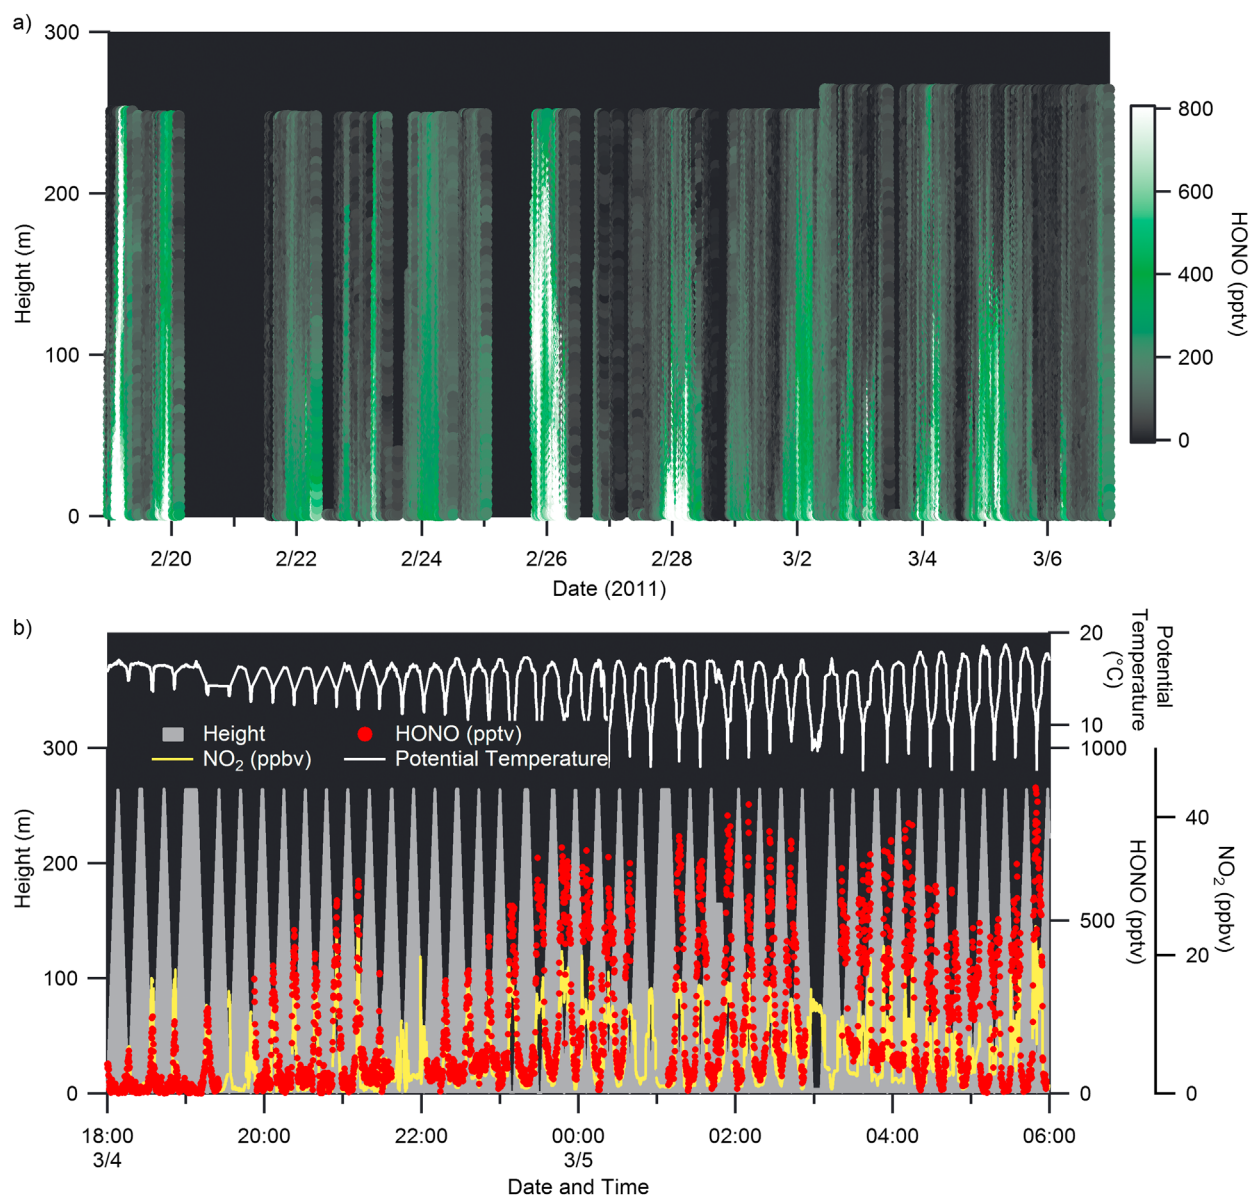 a)
300
200
100
0
Height (m)
2/20
2/22
2/24
2/26
2/28
3/2
3/4
3/6
Date (2011)
800
600
400
200
0
HONO (pptv)
b)
Height
HONO (pptv)
NO2 (ppbv)
Potential Temperature
300
200
100
0
Height (m)
20
10
Potential
Temperature
(°C)
1000
500
0
HONO (pptv)
40
20
0
NO2 (ppbv)
18:00
20:00
22:00
00:00
02:00
04:00
06:00
3/4
3/5
Date and Time